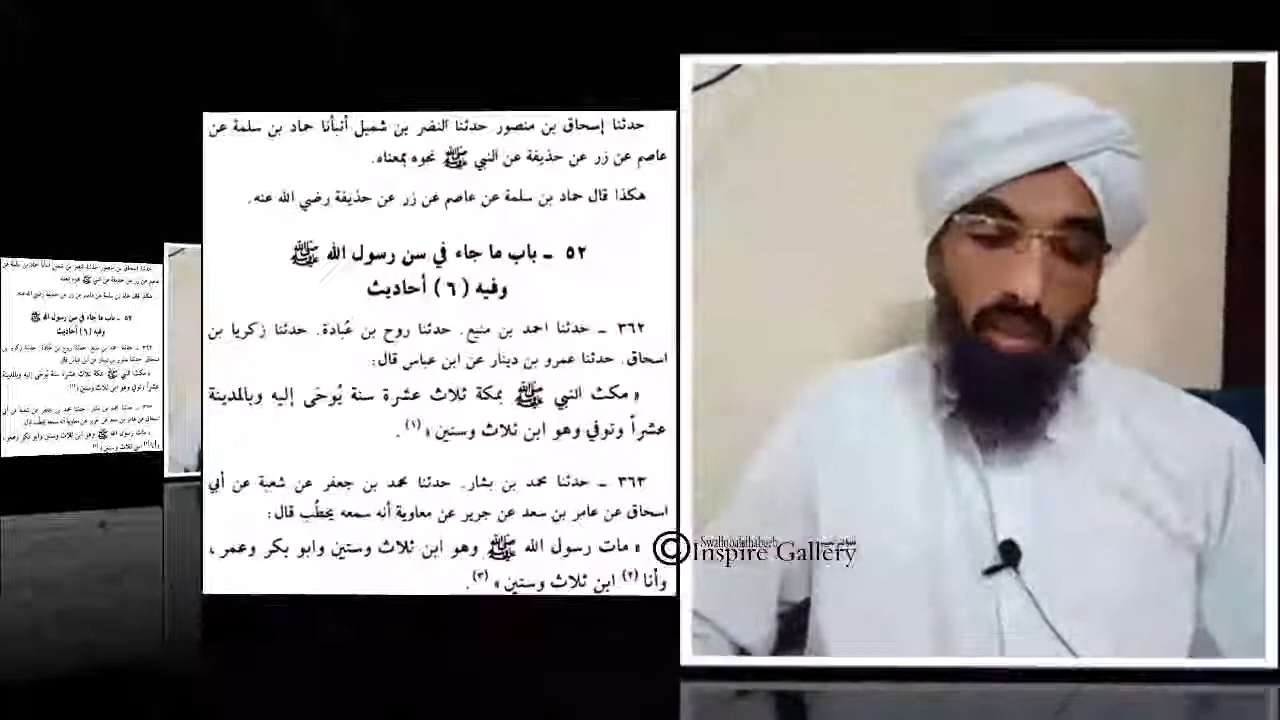 حدثنا إسحاق بن منصور حدثنا النضر بن شميل أنبأنا حماد بن سلمة عن
عاصم عن زر عن حذيفة عن النبي ﷺ نحوه بمعناه.
هكذا قال حماد بن سلمة عن عاصم عن زر عن حذيفة رضي الله عنه.
٥٢ ـ باب ما جاء في سن رسول الله ﷺ
وفيه (٦) أحاديث
٣٦٢ ـ حدثنا احمد بن منيع. حدثنا روح بن عُبَادة. حدثنا زكريا بن
اسحاق. حدثنا عمرو بن دينار عن ابن عباس قال:
« مكث النبي ﷺ بمكة ثلاث عشرة سنة يُوحَى إليه وبالمدينة
عشراً وتوفي وهو ابن ثلاث وستين » (١).
٣٦٣ ـ حدثنا محمد بن بشار. حدثنا محمد بن جعفر عن شعبة عن أبي
اسحاق عن عامر بن سعد عن جرير عن معاوية أنه سمعه يخطُب قال:
« مات رسول الله ﷺ وهو ابن ثلاث وستين وابو بكر وعمر،
وأنا (٢) ابن ثلاث وستين » (٣).
© Inspire Gallery